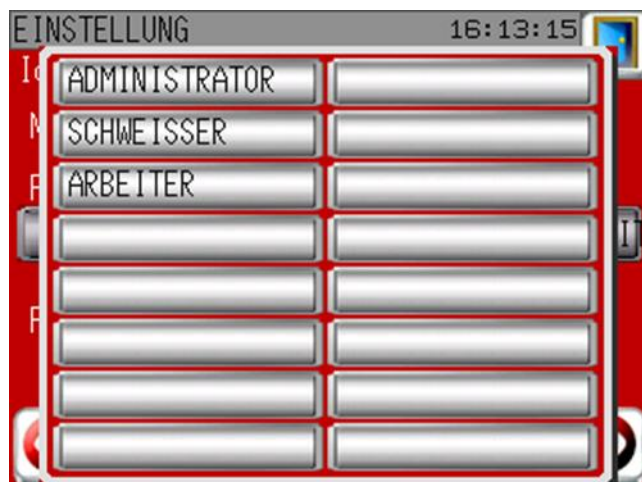 EINSTELLUNG 16:13:15
ADMINISTRATOR
SCHWEISSER
ARBEITER